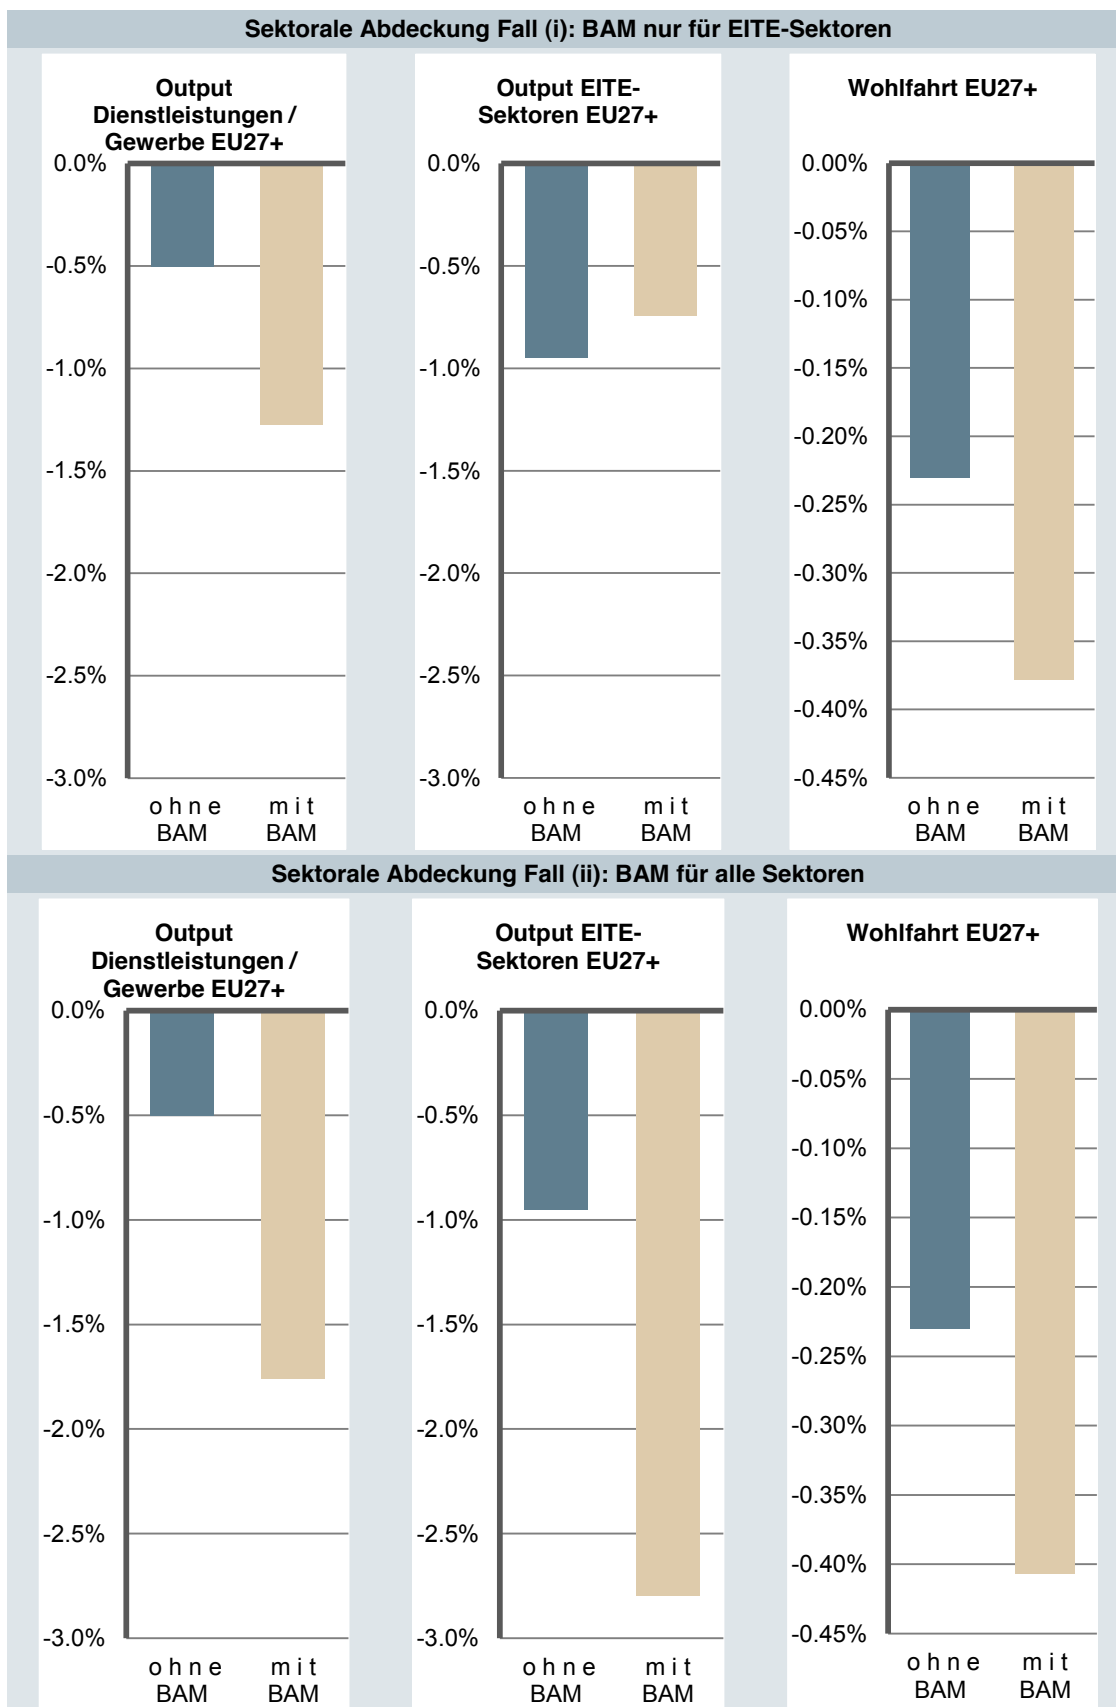 Sektorale Abdeckung Fall (i): BAM nur für EITE-Sektoren
Output
Dienstleistungen /
Gewerbe EU27+
0.0%
-0.5%
-1.0%
-1.5%
-2.0%
-2.5%
-3.0%
ohne
BAM
mit
BAM
Output EITE-
Sektoren EU27+
0.0%
-0.5%
-1.0%
-1.5%
-2.0%
-2.5%
-3.0%
ohne
BAM
mit
BAM
Wohlfahrt EU27+
0.00%
-0.05%
-0.10%
-0.15%
-0.20%
-0.25%
-0.30%
-0.35%
-0.40%
-0.45%
ohne
BAM
mit
BAM
Sektorale Abdeckung Fall (ii): BAM für alle Sektoren
Output
Dienstleistungen /
Gewerbe EU27+
0.0%
-0.5%
-1.0%
-1.5%
-2.0%
-2.5%
-3.0%
ohne
BAM
mit
BAM
Output EITE-
Sektoren EU27+
0.0%
-0.5%
-1.0%
-1.5%
-2.0%
-2.5%
-3.0%
ohne
BAM
mit
BAM
Wohlfahrt EU27+
0.00%
-0.05%
-0.10%
-0.15%
-0.20%
-0.25%
-0.30%
-0.35%
-0.40%
-0.45%
ohne
BAM
mit
BAM